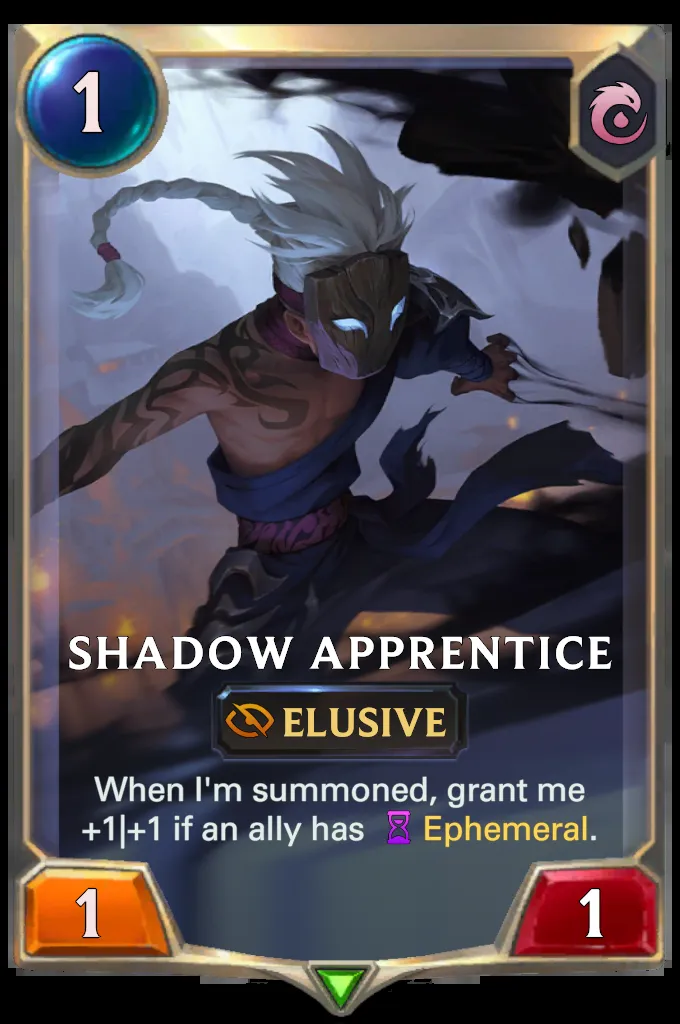 1
SHADOW APPRENTICE
ELUSIVE
When I'm summoned, grant me
+1|+1 if an ally has Ephemeral.
1 1